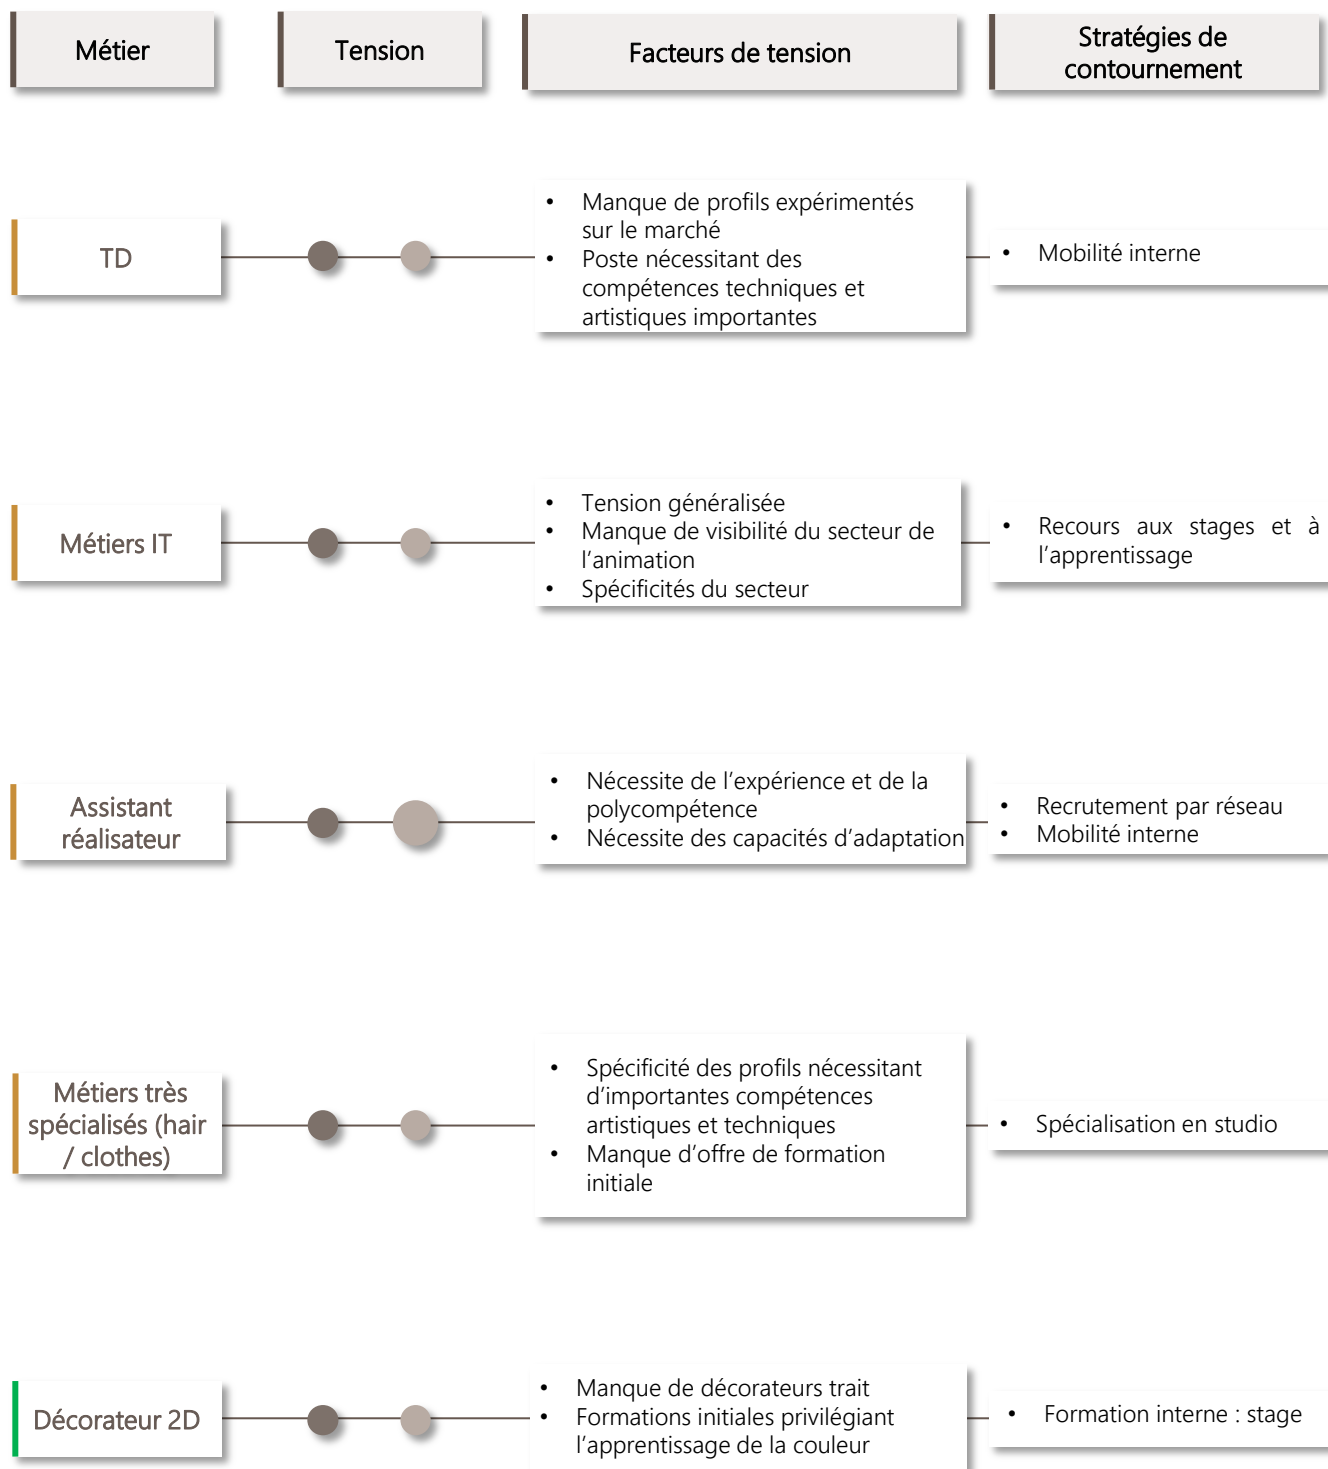 Métier
Tension
Facteurs de tension
Stratégies de
contournement
TD
• Manque de profils expérimentés
sur le marché
• Poste nécessitant des
compétences techniques et
artistiques importantes
• Mobilité interne
Métiers IT
• Tension généralisée
• Manque de visibilité du secteur de
l’animation
• Spécificités du secteur
• Recours aux stages et à
l’apprentissage
Assistant
réalisateur
• Nécessite de l’expérience et de la
polycompétence
• Nécessite des capacités d’adaptation
• Recrutement par réseau
• Mobilité interne
Métiers très
spécialisés (hair
/ clothes)
• Spécificité des profils nécessitant
d’importantes compétences
artistiques et techniques
• Manque d’offre de formation
initiale
• Spécialisation en studio
Décorateur 2D
• Manque de décorateurs trait
• Formations initiales privilégiant
l’apprentissage de la couleur
• Formation interne : stage